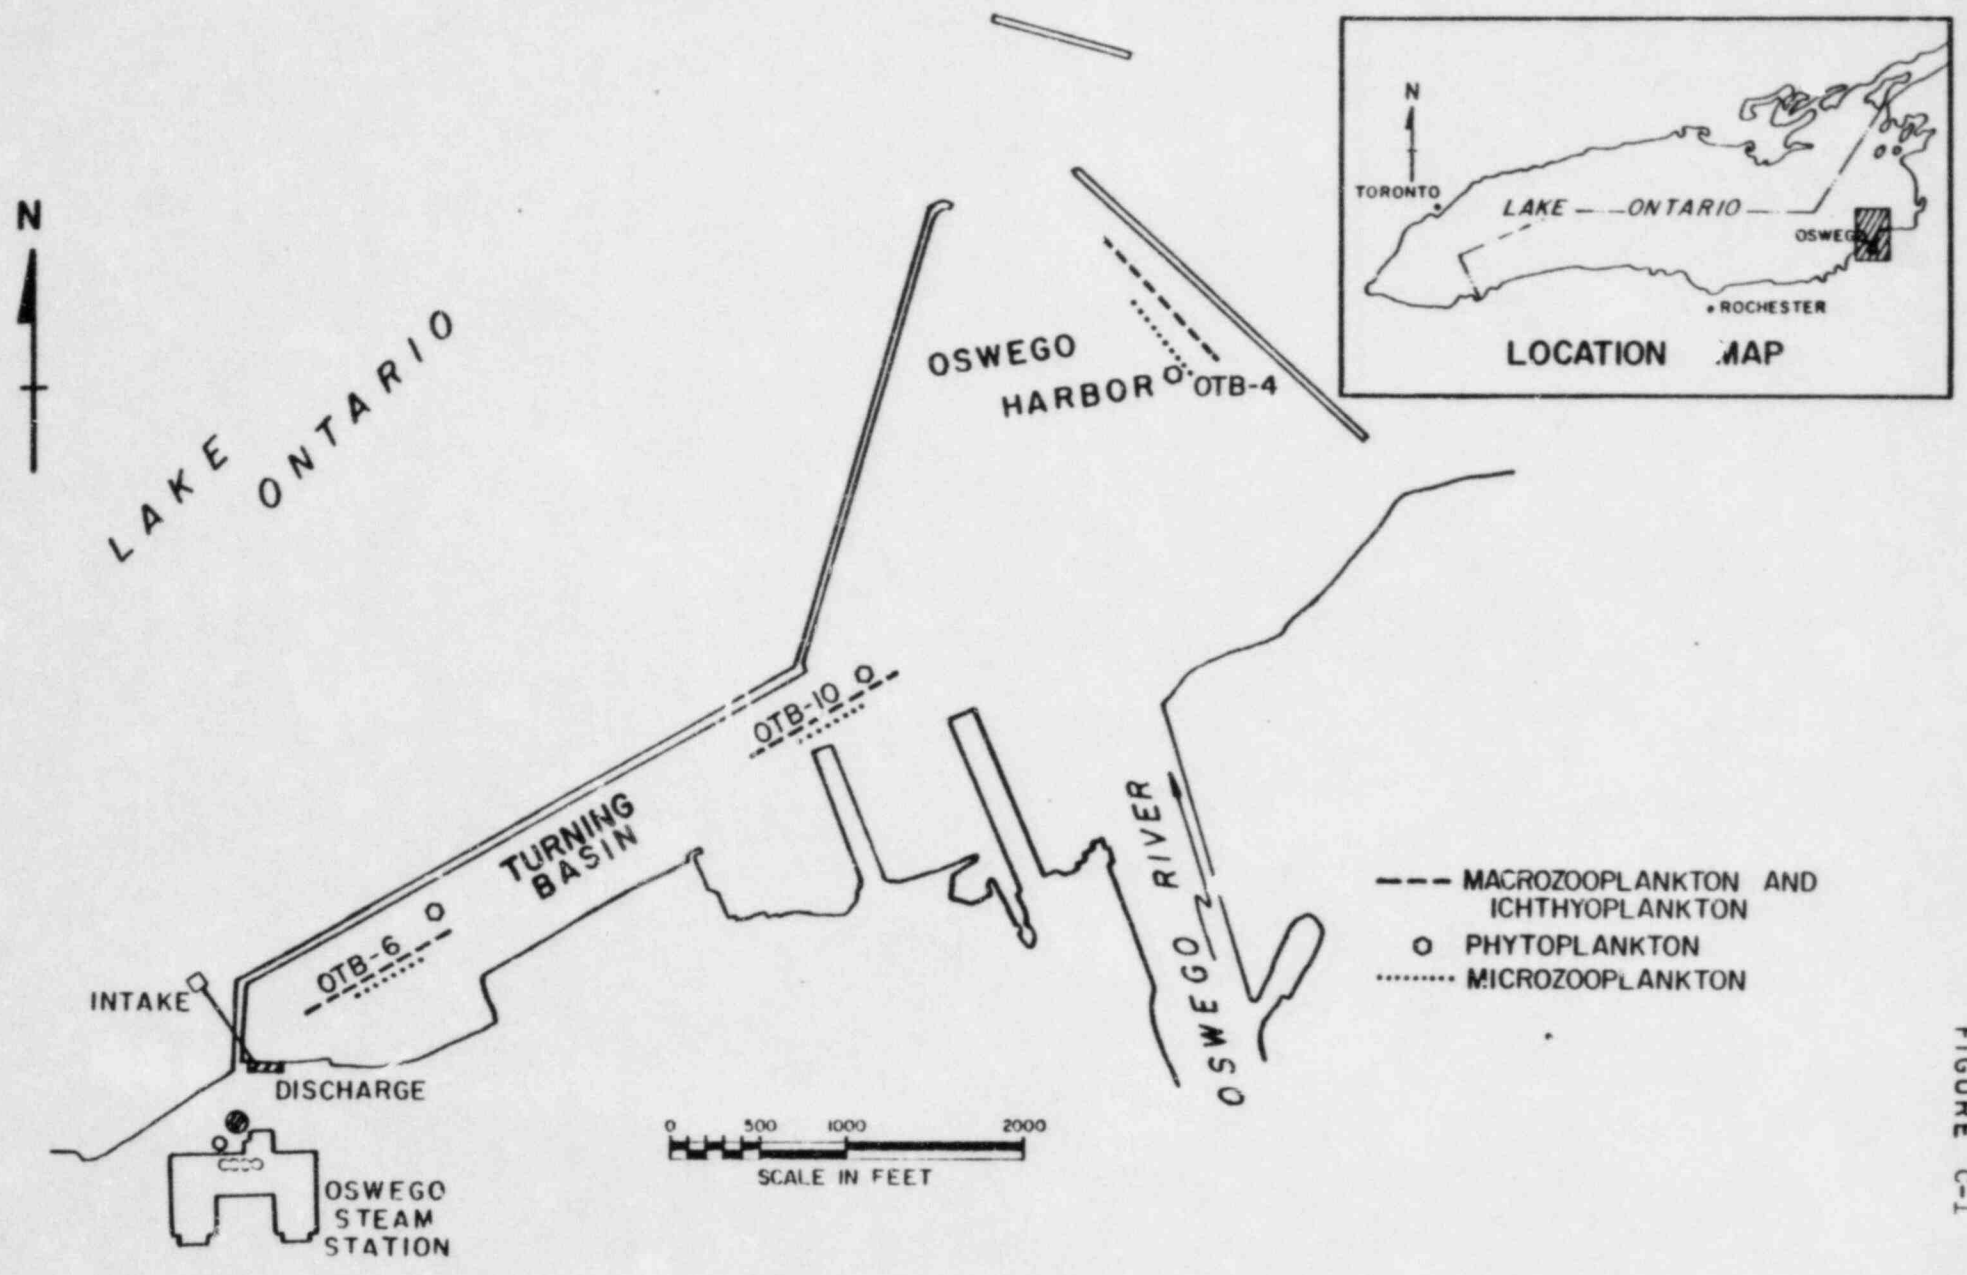 N
LAKE
ONTARIO
OSWEGO
HARBOR
OTB-4
N
TORONTO
LAKE ONTARIO
OSWEGO
ROCHESTER
LOCATION MAP
OTB-10
TURNING
BASIN
OTB-6
INTAKE
DISCHARGE
OSWEGO
STEAM
STATION
OSWEGO RIVER
0 500 1000 2000
SCALE IN FEET
MACROZOOPLANKTON AND
ICHTHYOPLANKTON
PHYTOPLANKTON
MICROZOOPLANKTON
FIGURE C-1